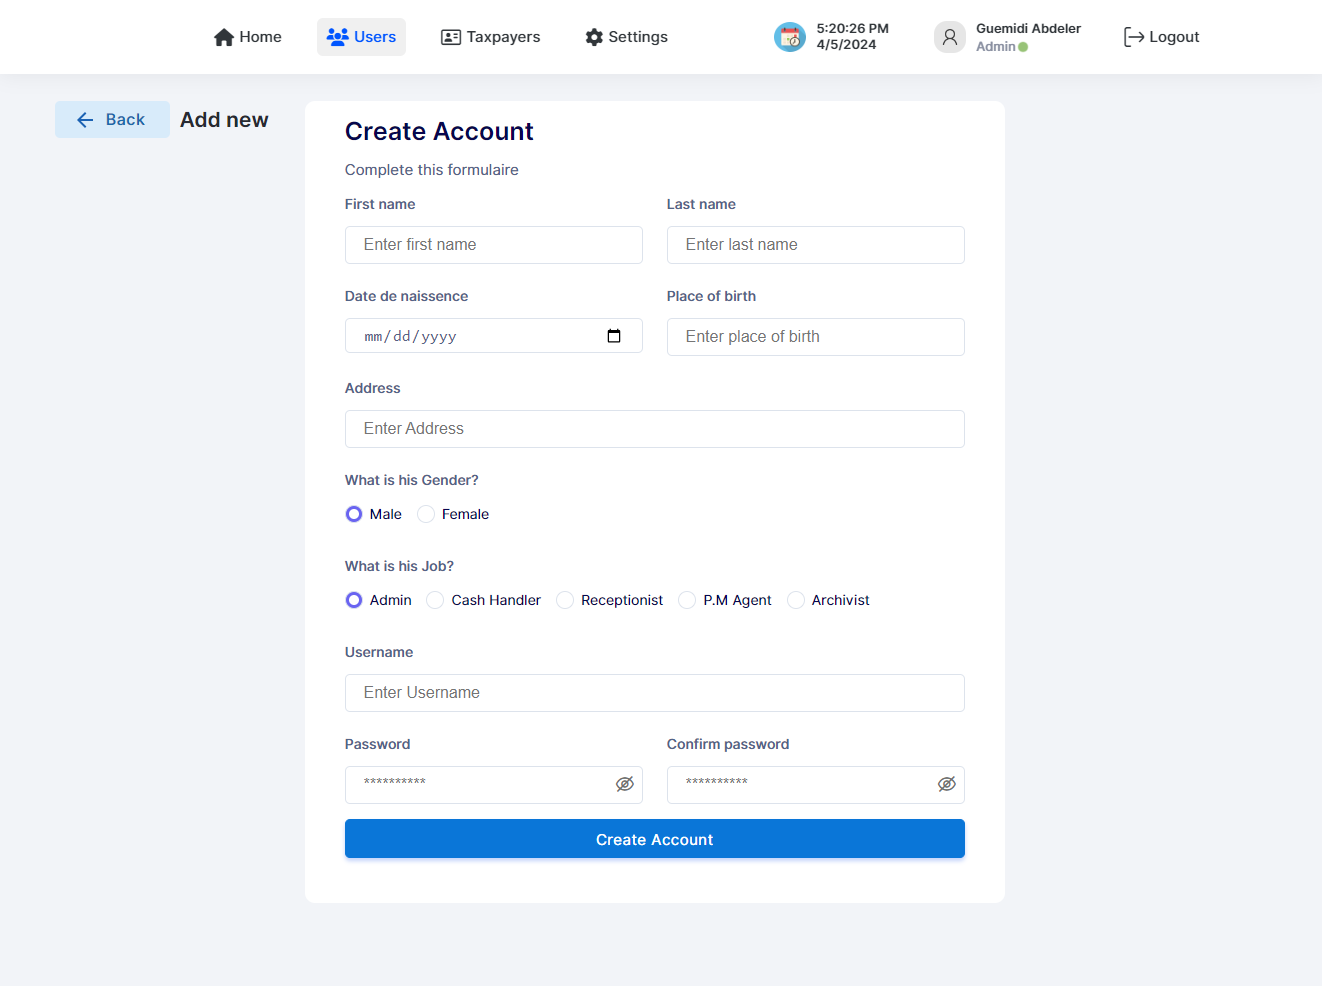 Home Users Taxpayers Settings 5:20:26 PM Guemidi Abdeler Logout
4/5/2024 Admin
Back Add new
Create Account
Complete this formulaire
First name Last name
Enter first name Enter last name
Date de naissence Place of birth
mm/dd/yyyy Enter place of birth
Address
Enter Address
What is his Gender?
Male Female
What is his Job?
Admin Cash Handler Receptionist P.M Agent Archivist
Username
Enter Username
Password Confirm password
********** **********
Create Account